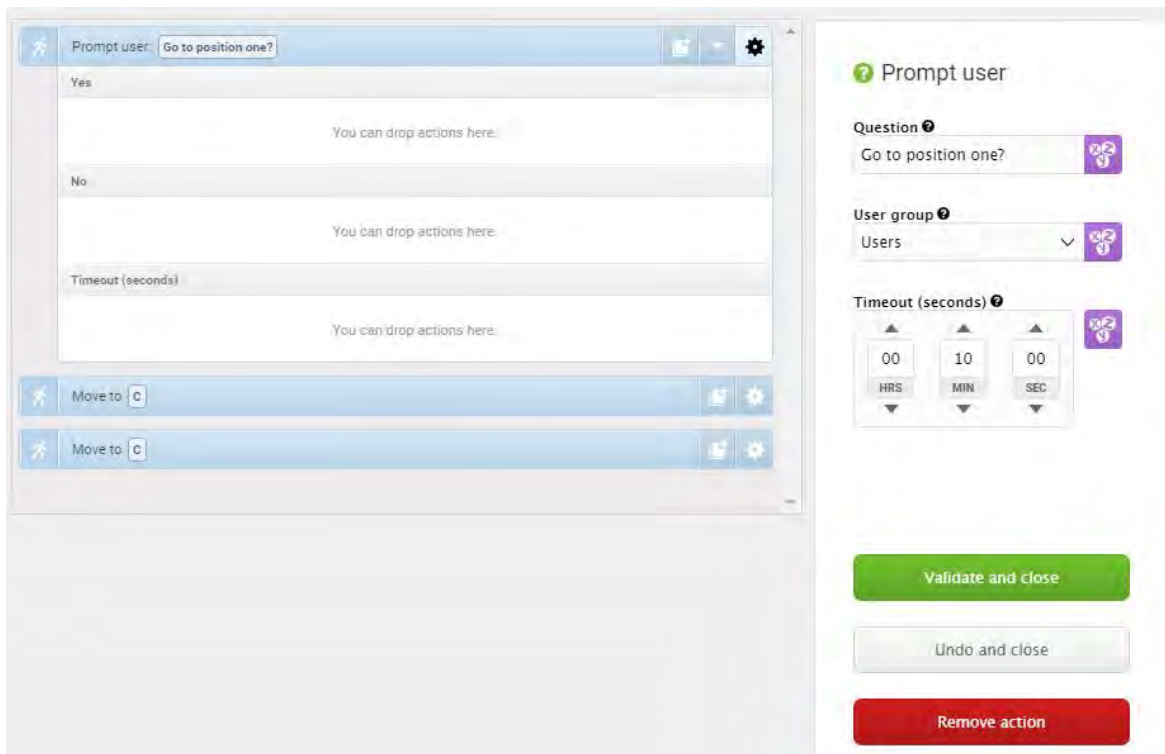 Prompt user: Go to position one?
Yes
You can drop actions here.
No
You can drop actions here.
Timeout (seconds)
You can drop actions here.
Move to C
Move to C
Prompt user
Question
Go to position one?
User group
Users
Timeout (seconds)
00 10 00
HRS MIN SEC
Validate and close
Undo and close
Remove action